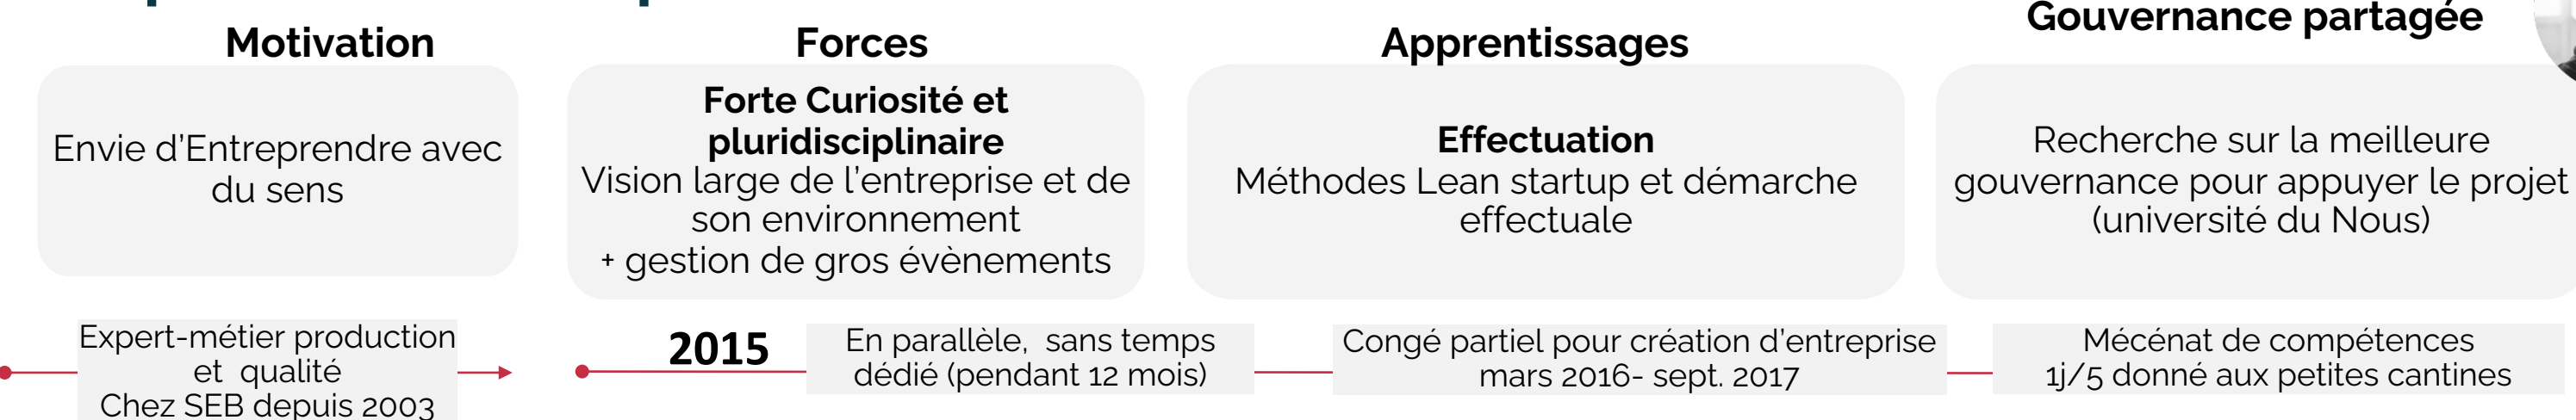 Motivation
Envie d’Entreprendre avec
du sens
Forces
Forte Curiosité et
pluridisciplinaire
Vision large de l’entreprise et de
son environnement
+ gestion de gros évènements
Apprentissages
Effectuation
Méthodes Lean startup et démarche
effectuale
Gouvernance partagée
Recherche sur la meilleure
gouvernance pour appuyer le projet
(université du Nous)
Expert-métier production
et qualité
Chez SEB depuis 2003
2015
En parallèle, sans temps
dédié (pendant 12 mois)
Congé partiel pour création d’entreprise
mars 2016- sept. 2017
Mécénat de compétences
1j/5 donné aux petites cantines